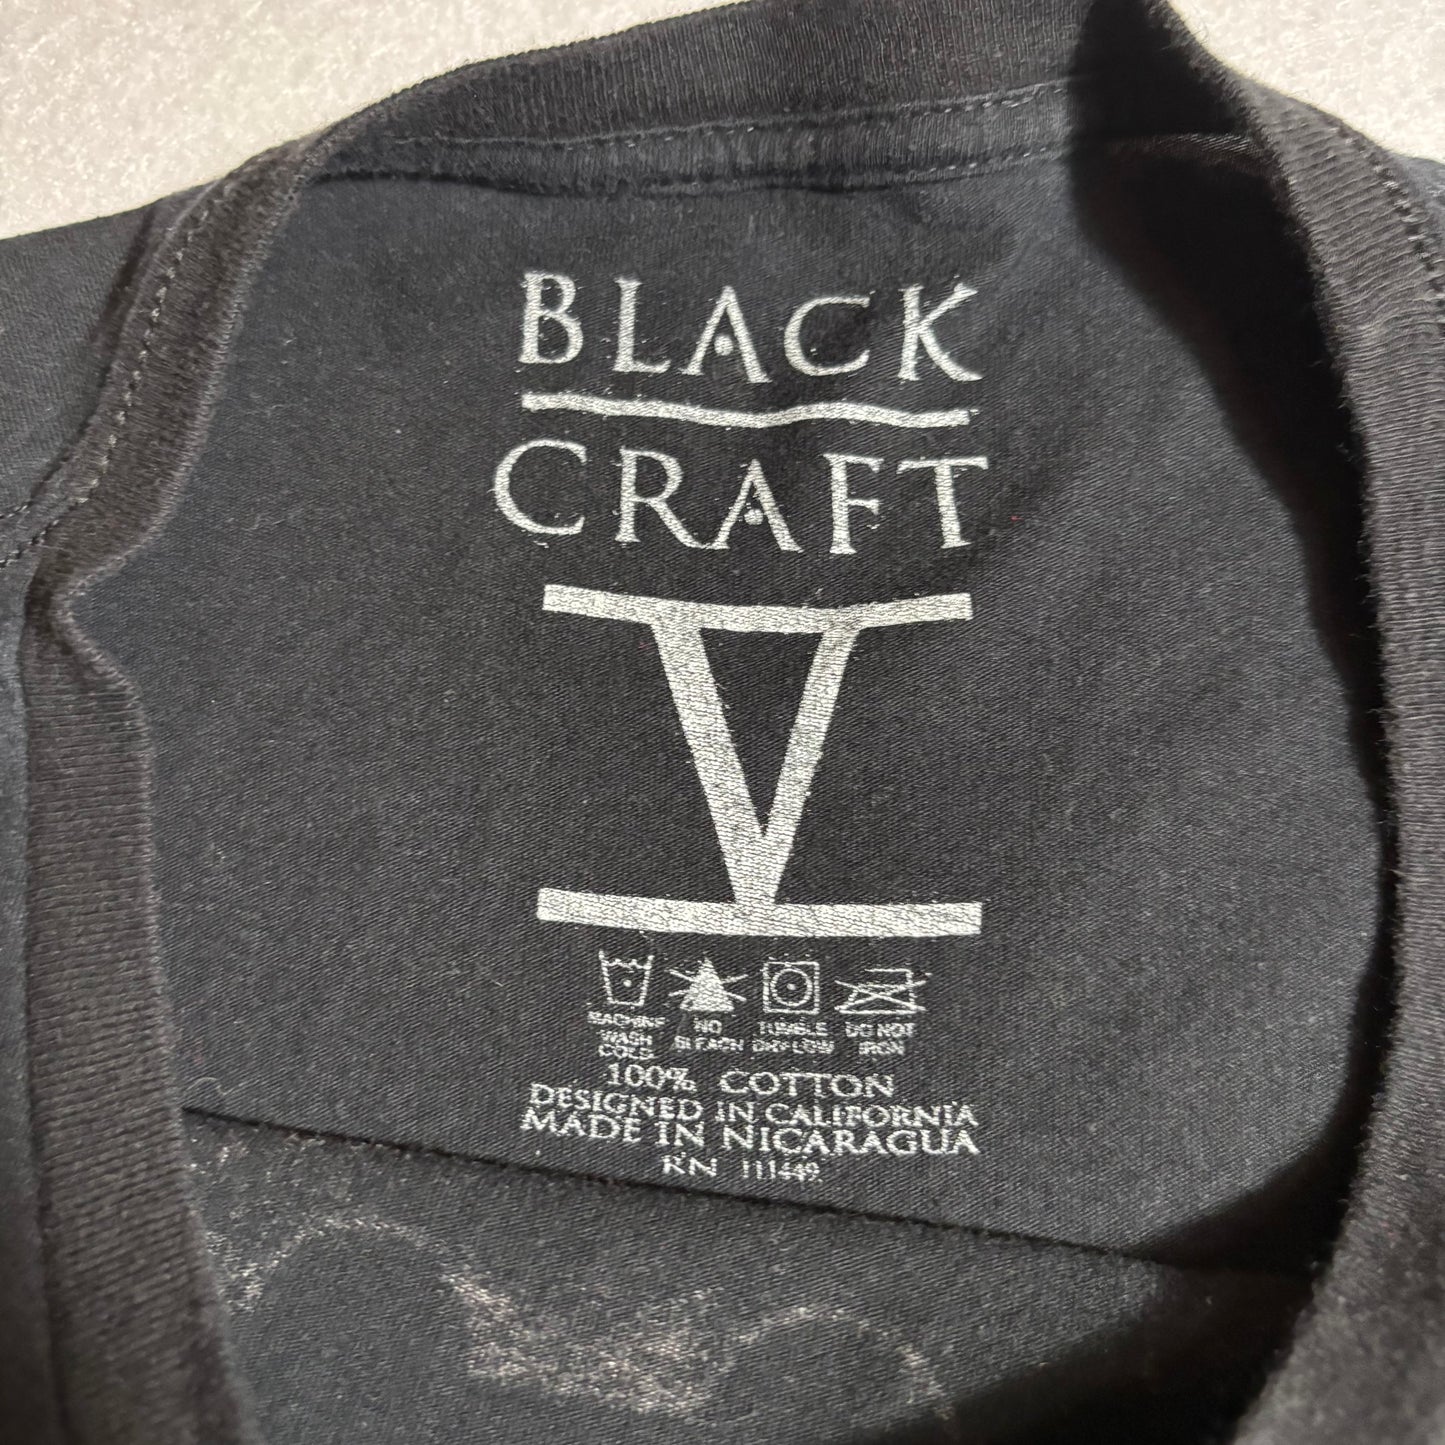 BLACK
CRAFT
V
MACHINE WASH COLD
NO BLEACH
TUMBLE DRY LOW
DO NOT IRON
100% COTTON
DESIGNED IN CALIFORNIA
MADE IN NICARAGUA
RN 111449